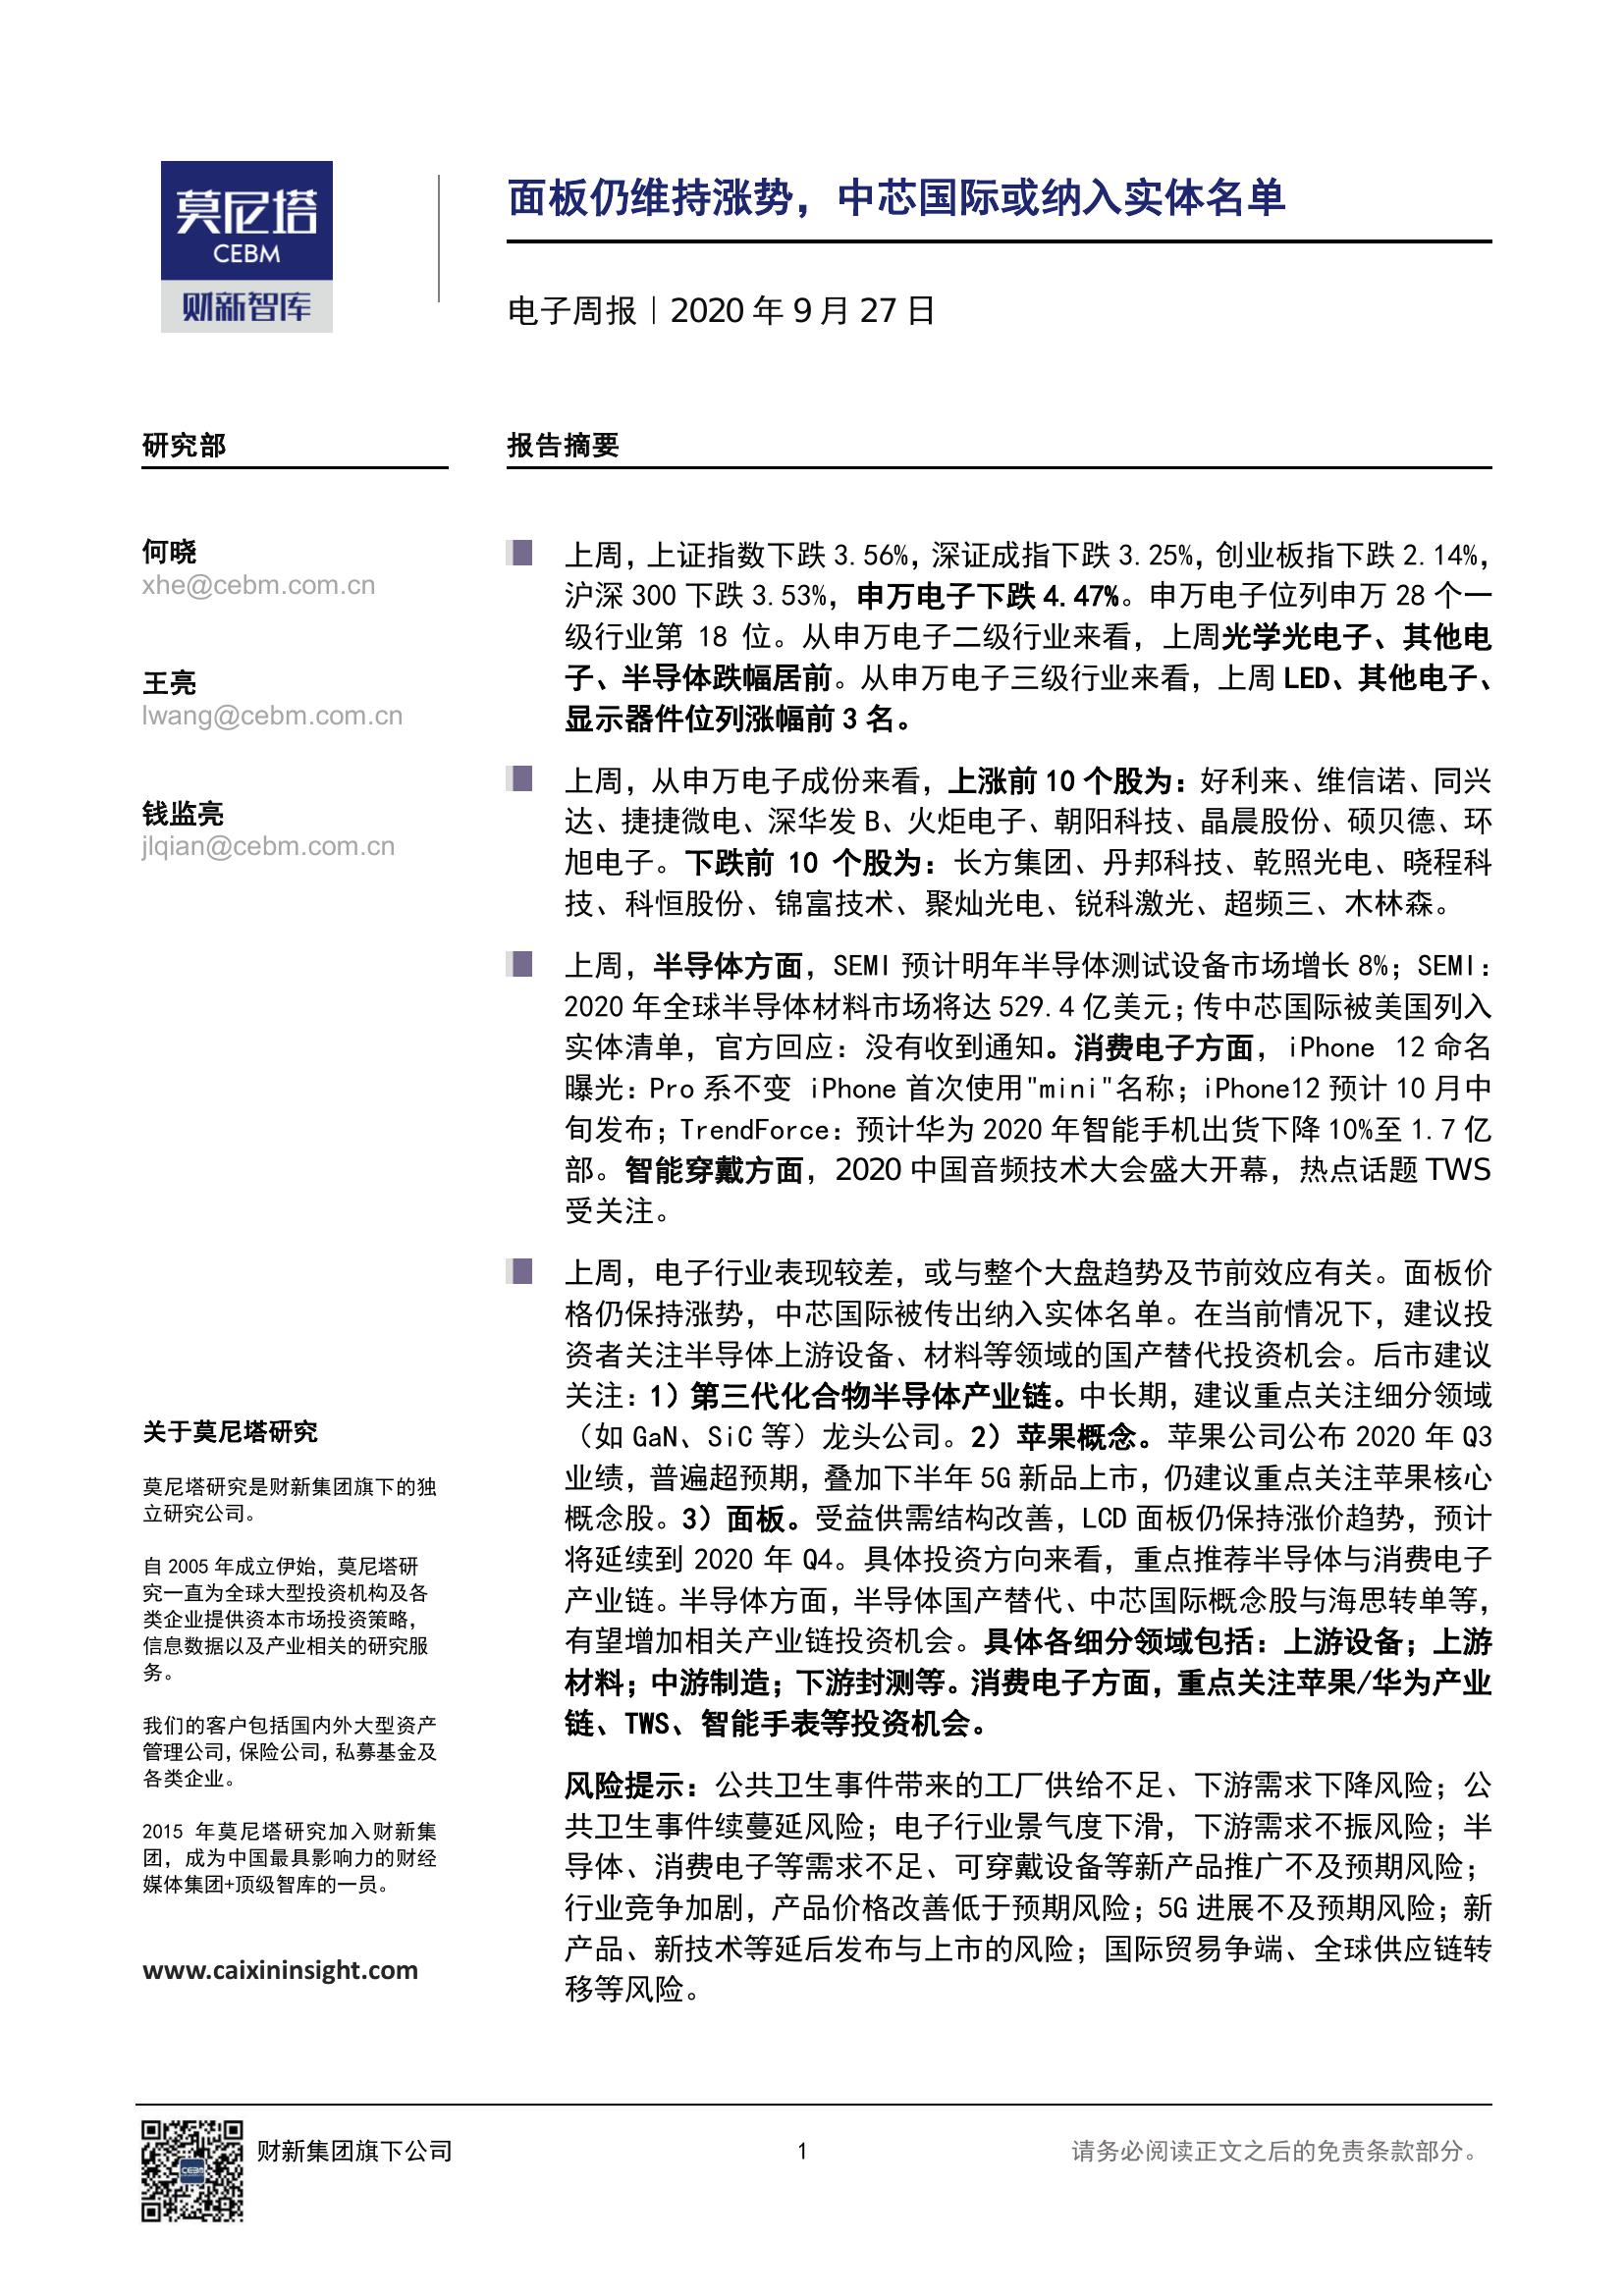 莫尼塔
CEBM
财新智库
面板仍维持涨势，中芯国际或纳入实体名单
电子周报｜2020 年 9 月 27 日
研究部
何晓
xhe@cebm.com.cn
王亮
lwang@cebm.com.cn
钱监亮
jlqian@cebm.com.cn
关于莫尼塔研究
莫尼塔研究是财新集团旗下的独
立研究公司。
自 2005 年成立伊始，莫尼塔研
究一直为全球大型投资机构及各
类企业提供资本市场投资策略，
信息数据以及产业相关的研究服
务。
我们的客户包括国内外大型资产
管理公司，保险公司，私募基金及
各类企业。
2015 年莫尼塔研究加入财新集
团，成为中国最具影响力的财经
媒体集团+顶级智库的一员。
www.caixininsight.com
报告摘要
上周，上证指数下跌 3.56%，深证成指下跌 3.25%，创业板指下跌 2.14%，
沪深 300 下跌 3.53%，申万电子下跌 4.47%。申万电子位列申万 28 个一
级行业第 18 位。从申万电子二级行业来看，上周光学光电子、其他电
子、半导体跌幅居前。从申万电子三级行业来看，上周 LED、其他电子、
显示器件位列涨幅前 3 名。
上周，从申万电子成份来看，上涨前 10 个股为：好利来、维信诺、同兴
达、捷捷微电、深华发 B、火炬电子、朝阳科技、晶晨股份、硕贝德、环
旭电子。下跌前 10 个股为：长方集团、丹邦科技、乾照光电、晓程科
技、科恒股份、锦富技术、聚灿光电、锐科激光、超频三、木林森。
上周，半导体方面，SEMI 预计明年半导体测试设备市场增长 8%；SEMI：
2020 年全球半导体材料市场将达 529.4 亿美元；传中芯国际被美国列入
实体清单，官方回应：没有收到通知。消费电子方面，iPhone 12 命名
曝光：Pro 系不变 iPhone 首次使用"mini"名称；iPhone12 预计 10 月中
旬发布；TrendForce：预计华为 2020 年智能手机出货下降 10%至 1.7 亿
部。智能穿戴方面，2020 中国音频技术大会盛大开幕，热点话题 TWS
受关注。
上周，电子行业表现较差，或与整个大盘趋势及节前效应有关。面板价
格仍保持涨势，中芯国际被传出纳入实体名单。在当前情况下，建议投
资者关注半导体上游设备、材料等领域的国产替代投资机会。后市建议
关注：1）第三代化合物半导体产业链。中长期，建议重点关注细分领域
（如 GaN、SiC 等）龙头公司。2）苹果概念。苹果公司公布 2020 年 Q3
业绩，普遍超预期，叠加下半年 5G 新品上市，仍建议重点关注苹果核心
概念股。3）面板。受益供需结构改善，LCD 面板仍保持涨价趋势，预计
将延续到 2020 年 Q4。具体投资方向来看，重点推荐半导体与消费电子
产业链。半导体方面，半导体国产替代、中芯国际概念股与海思转单等，
有望增加相关产业链投资机会。具体各细分领域包括：上游设备；上游
材料；中游制造；下游封测等。消费电子方面，重点关注苹果/华为产业
链、TWS、智能手表等投资机会。
风险提示：公共卫生事件带来的工厂供给不足、下游需求下降风险；公
共卫生事件续蔓延风险；电子行业景气度下滑，下游需求不振风险；半
导体、消费电子等需求不足、可穿戴设备等新产品推广不及预期风险；
行业竞争加剧，产品价格改善低于预期风险；5G 进展不及预期风险；新
产品、新技术等延后发布与上市的风险；国际贸易争端、全球供应链转
移等风险。
CEBM
财新集团旗下公司
1
请务必阅读正文之后的免责条款部分。